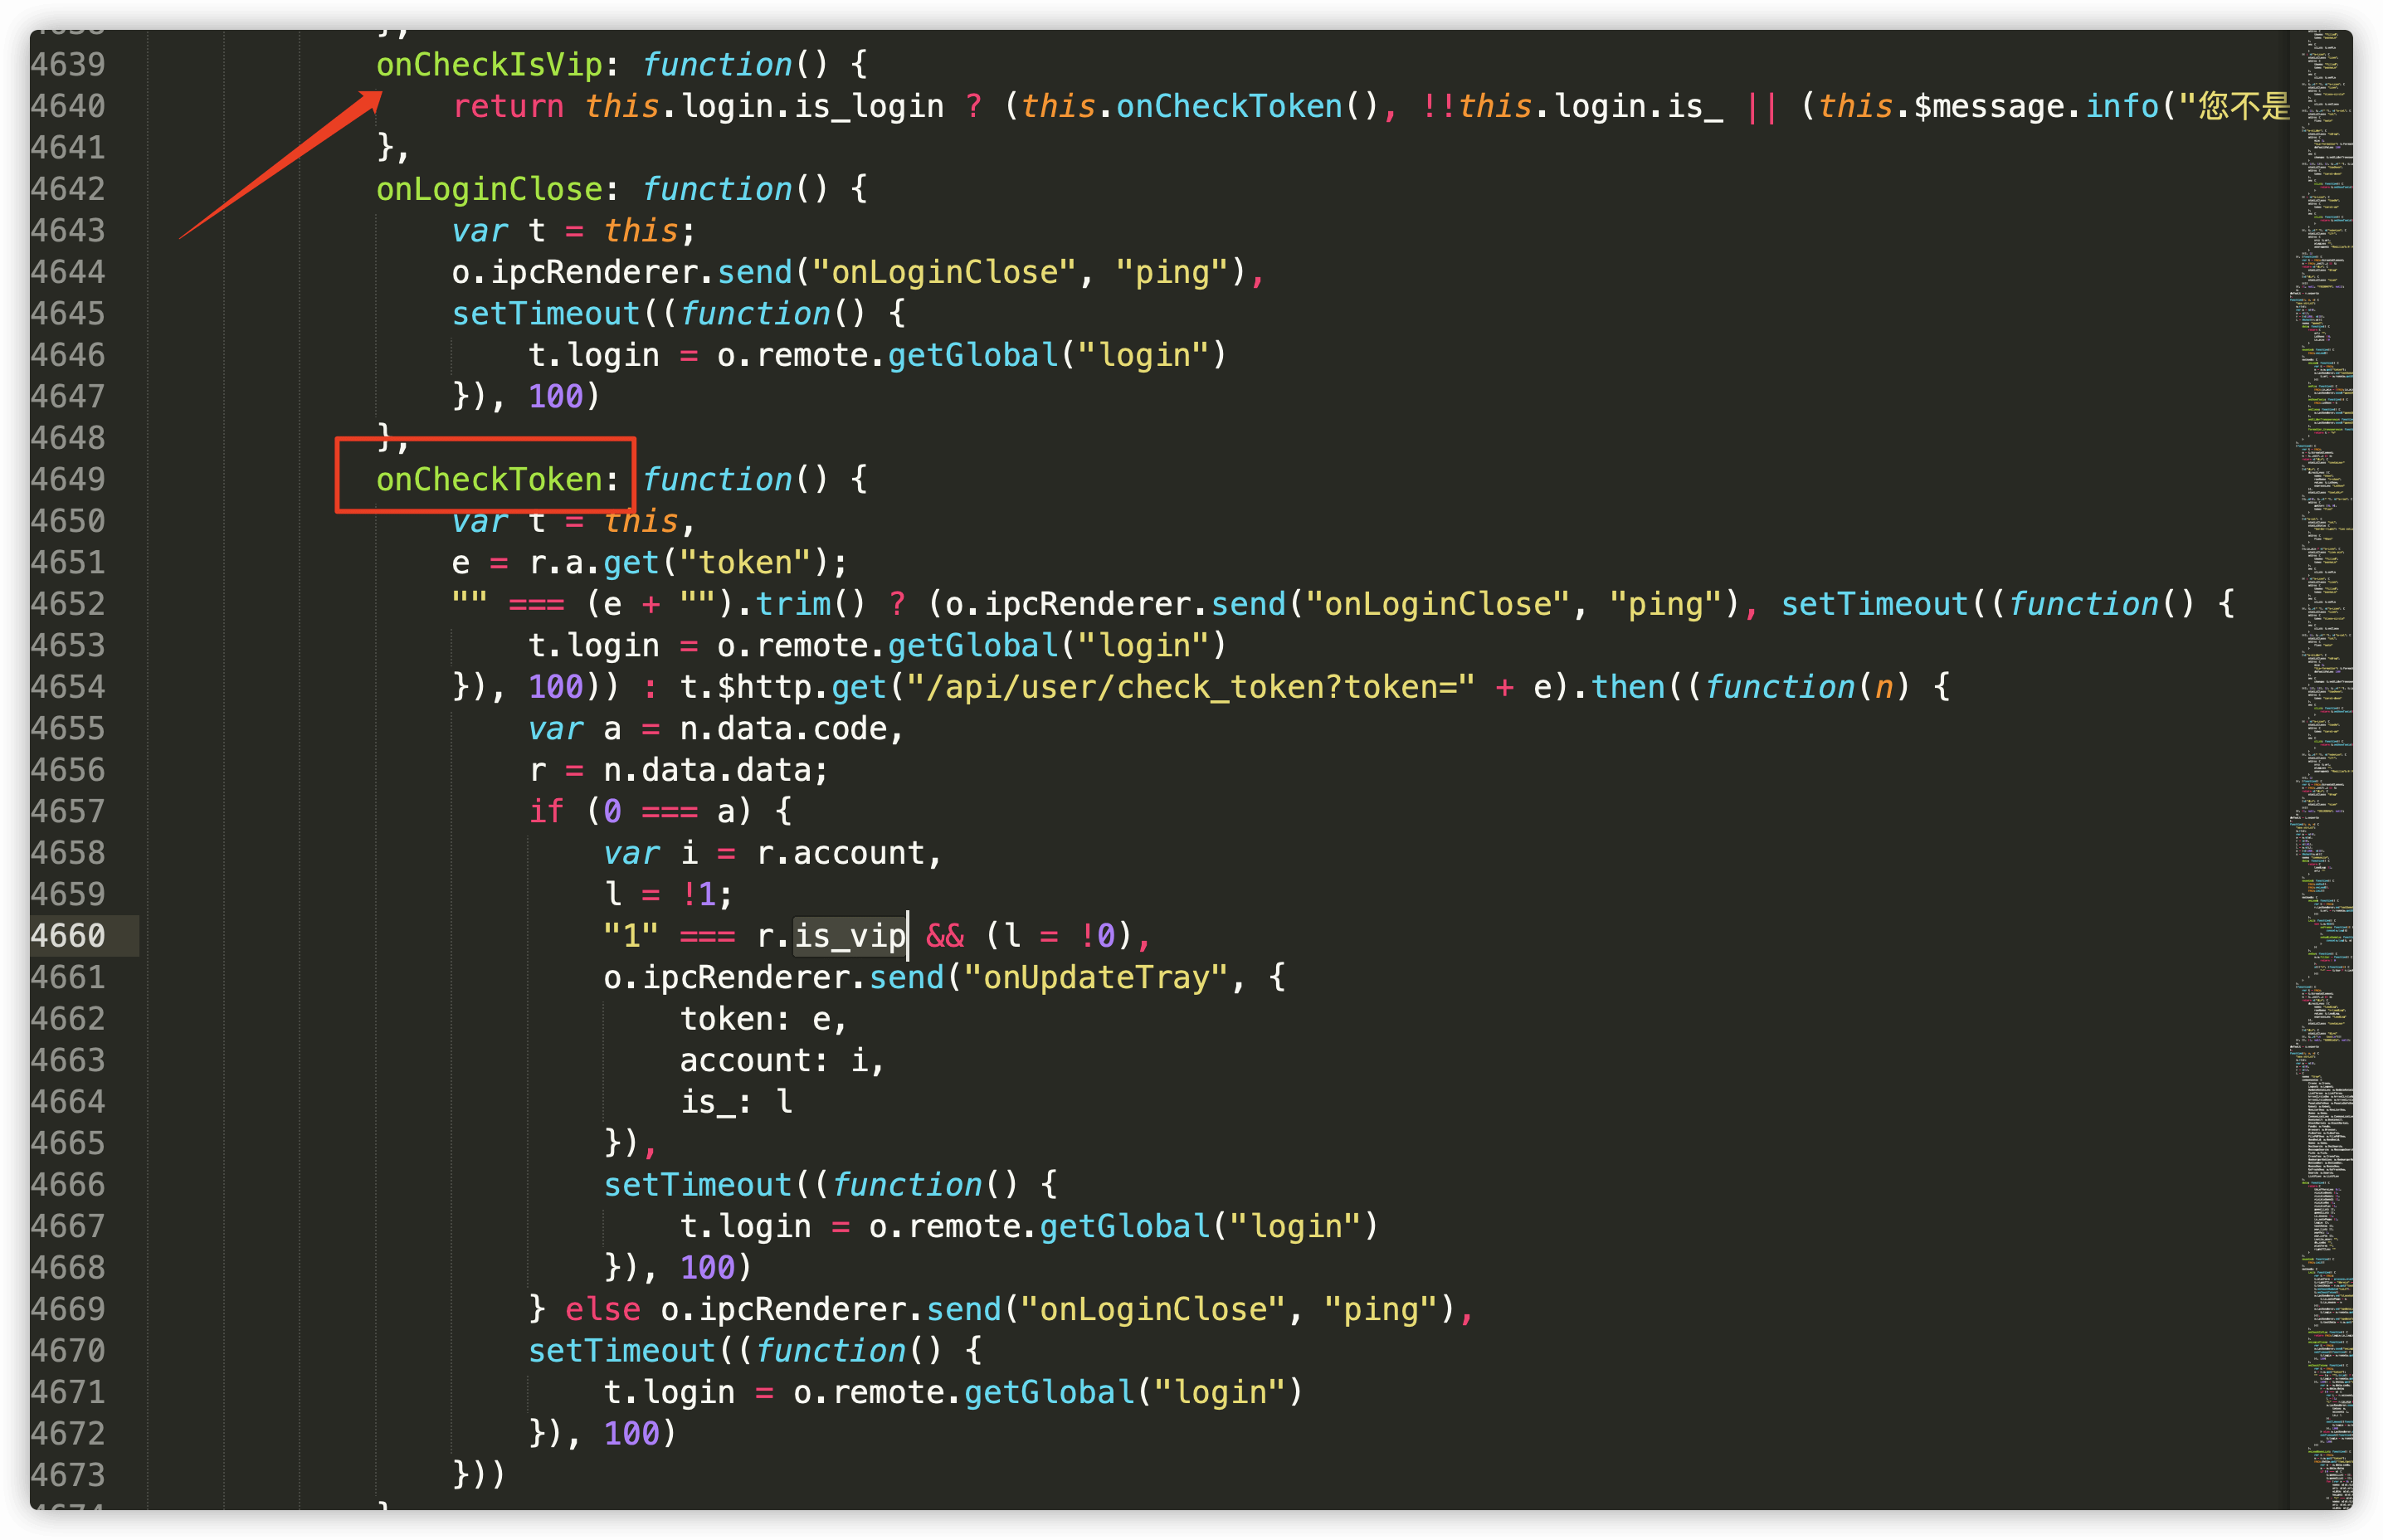 4639 onCheckIsVip: function() {
4640 return this.login.is_login ? (this.onCheckToken(), !!this.login.is_ || (this.$message.info("您不是
4641 },
4642 onLoginClose: function() {
4643 var t = this;
4644 o.ipcRenderer.send("onLoginClose", "ping"),
4645 setTimeout((function() {
4646 t.login = o.remote.getGlobal("login")
4647 }), 100)
4648 },
4649 onCheckToken: function() {
4650 var t = this,
4651 e = r.a.get("token");
4652 "" === (e + "").trim() ? (o.ipcRenderer.send("onLoginClose", "ping"), setTimeout((function() {
4653 t.login = o.remote.getGlobal("login")
4654 }), 100)) : t.$http.get("/api/user/check_token?token=" + e).then((function(n) {
4655 var a = n.data.code,
4656 r = n.data.data;
4657 if (0 === a) {
4658 var i = r.account,
4659 l = !1;
4660 "1" === r.is_vip && (l = !0),
4661 o.ipcRenderer.send("onUpdateTray", {
4662 token: e,
4663 account: i,
4664 is_: l
4665 }),
4666 setTimeout((function() {
4667 t.login = o.remote.getGlobal("login")
4668 }), 100)
4669 } else o.ipcRenderer.send("onLoginClose", "ping"),
4670 setTimeout((function() {
4671 t.login = o.remote.getGlobal("login")
4672 }), 100)
4673 }))